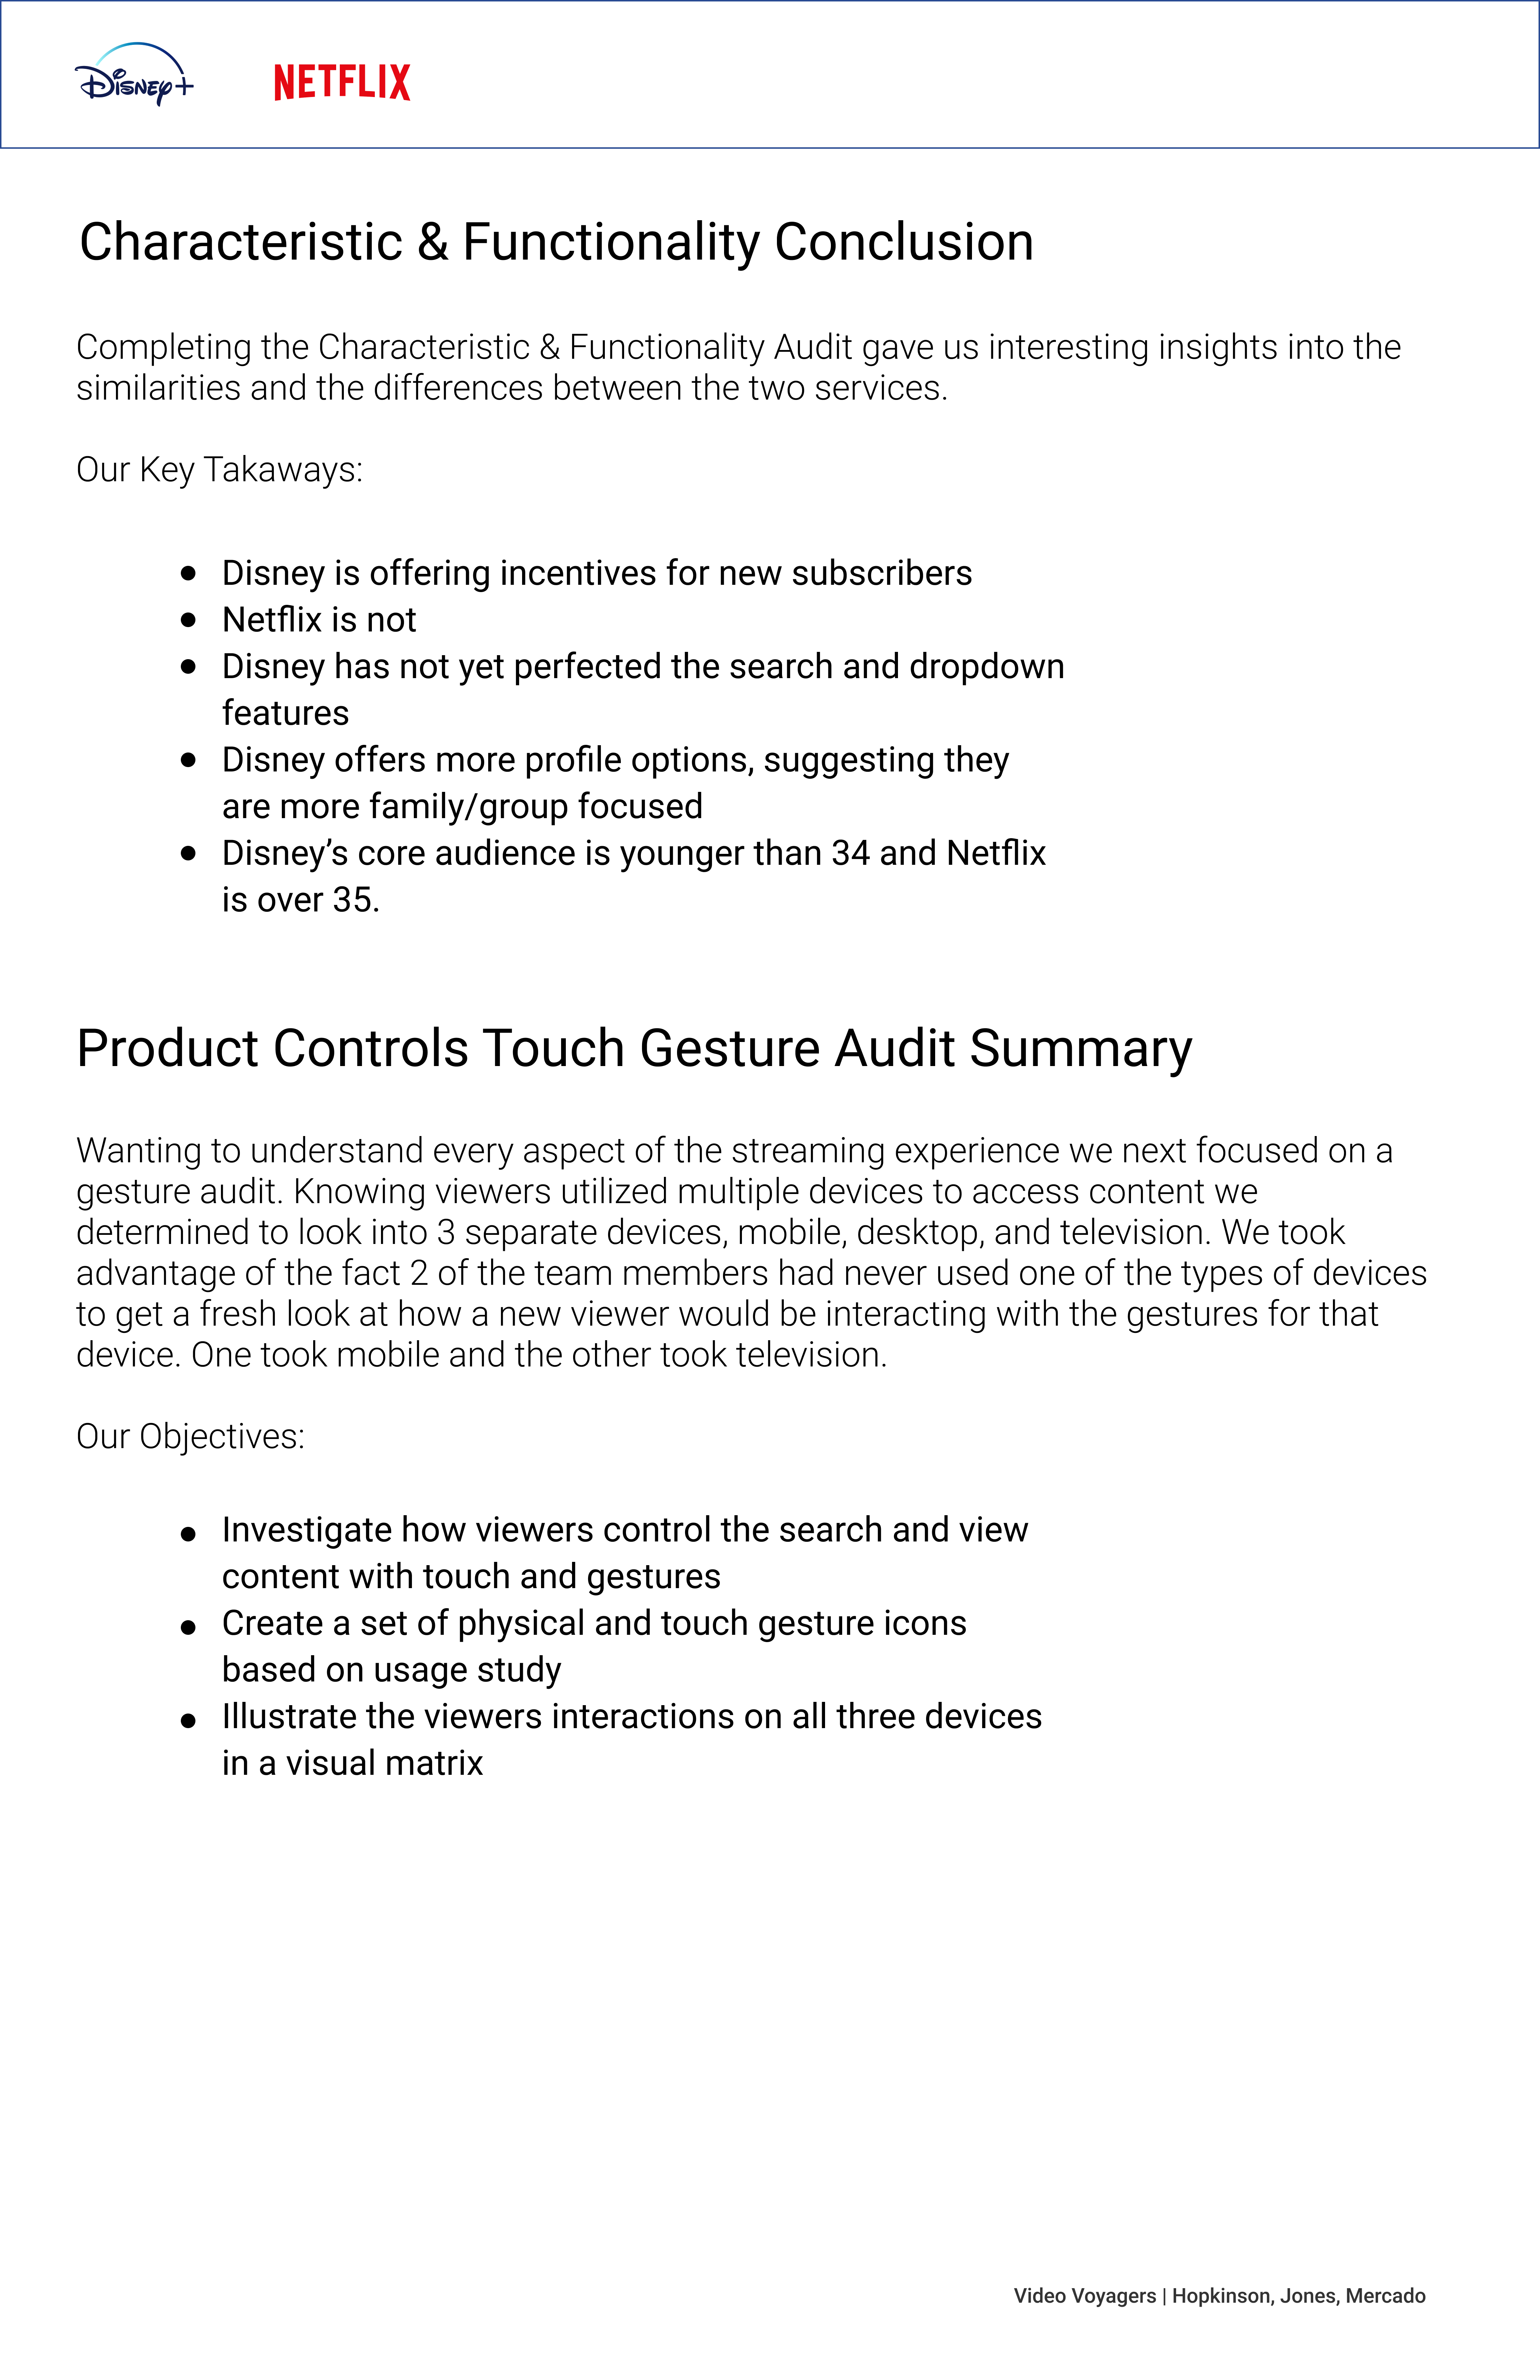 Disney+
NETFLIX
Characteristic & Functionality Conclusion
Completing the Characteristic & Functionality Audit gave us interesting insights into the
similarities and the differences between the two services.
Our Key Takaways:
● Disney is offering incentives for new subscribers
● Netflix is not
● Disney has not yet perfected the search and dropdown
features
● Disney offers more profile options, suggesting they
are more family/group focused
● Disney’s core audience is younger than 34 and Netflix
is over 35.
Product Controls Touch Gesture Audit Summary
Wanting to understand every aspect of the streaming experience we next focused on a
gesture audit. Knowing viewers utilized multiple devices to access content we
determined to look into 3 separate devices, mobile, desktop, and television. We took
advantage of the fact 2 of the team members had never used one of the types of devices
to get a fresh look at how a new viewer would be interacting with the gestures for that
device. One took mobile and the other took television.
Our Objectives:
● Investigate how viewers control the search and view
content with touch and gestures
● Create a set of physical and touch gesture icons
based on usage study
● Illustrate the viewers interactions on all three devices
in a visual matrix
Video Voyagers | Hopkinson, Jones, Mercado